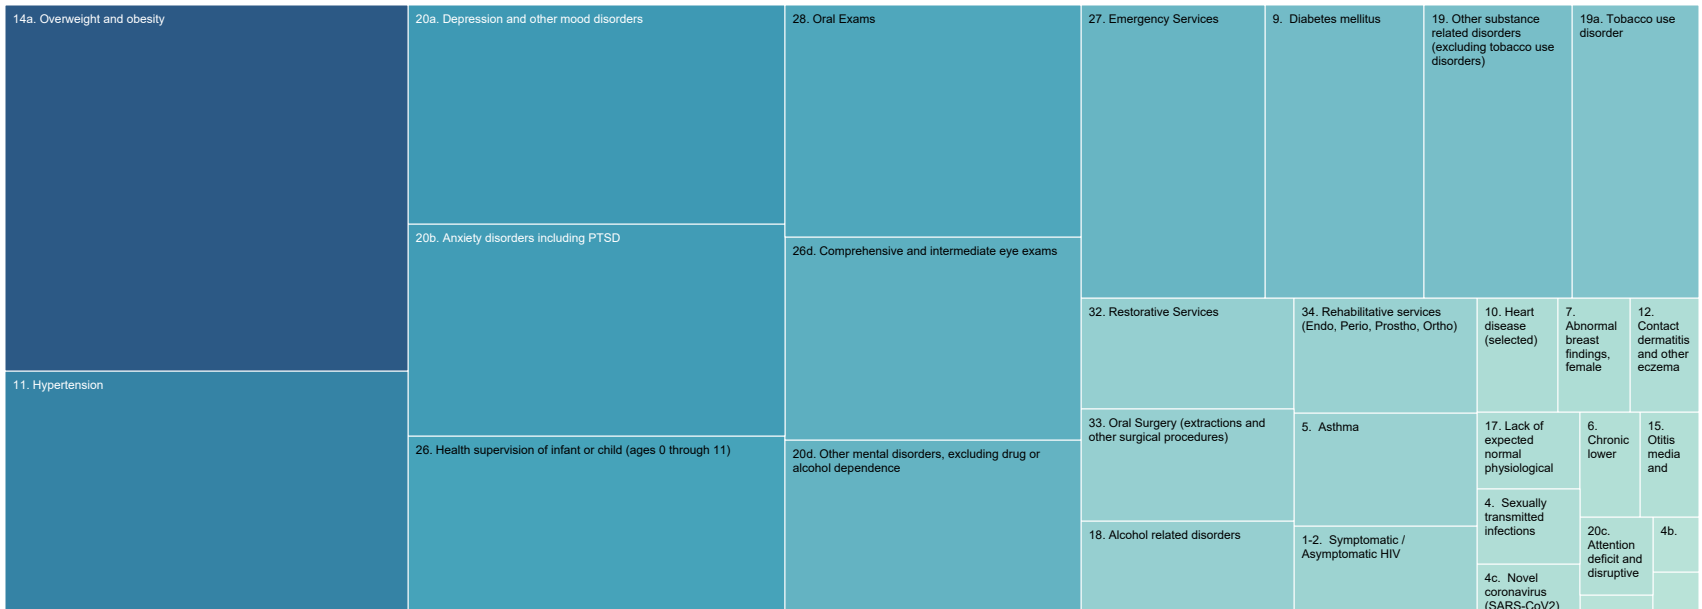 14a. Overweight and obesity
11. Hypertension
20a. Depression and other mood disorders
20b. Anxiety disorders including PTSD
26. Health supervision of infant or child (ages 0 through 11)
28. Oral Exams
26d. Comprehensive and intermediate eye exams
20d. Other mental disorders, excluding drug or
alcohol dependence
27. Emergency Services
9.  Diabetes mellitus
19. Other substance
related disorders
(excluding tobacco use
disorders)
19a. Tobacco use
disorder
32. Restorative Services
33. Oral Surgery (extractions and
other surgical procedures)
18. Alcohol related disorders
34. Rehabilitative services
(Endo, Perio, Prostho, Ortho)
5.  Asthma
1-2.  Symptomatic /
Asymptomatic HIV
10. Heart
disease
(selected)
7.
Abnormal
breast
findings,
female
12.
Contact
dermatitis
and other
eczema
17. Lack of
expected
normal
physiological
4.  Sexually
transmitted
infections
4c.  Novel
coronavirus
(SARS-CoV2)
6.
Chronic
lower
15.
Otitis
media
and
20c.
Attention
deficit and
disruptive
4b.